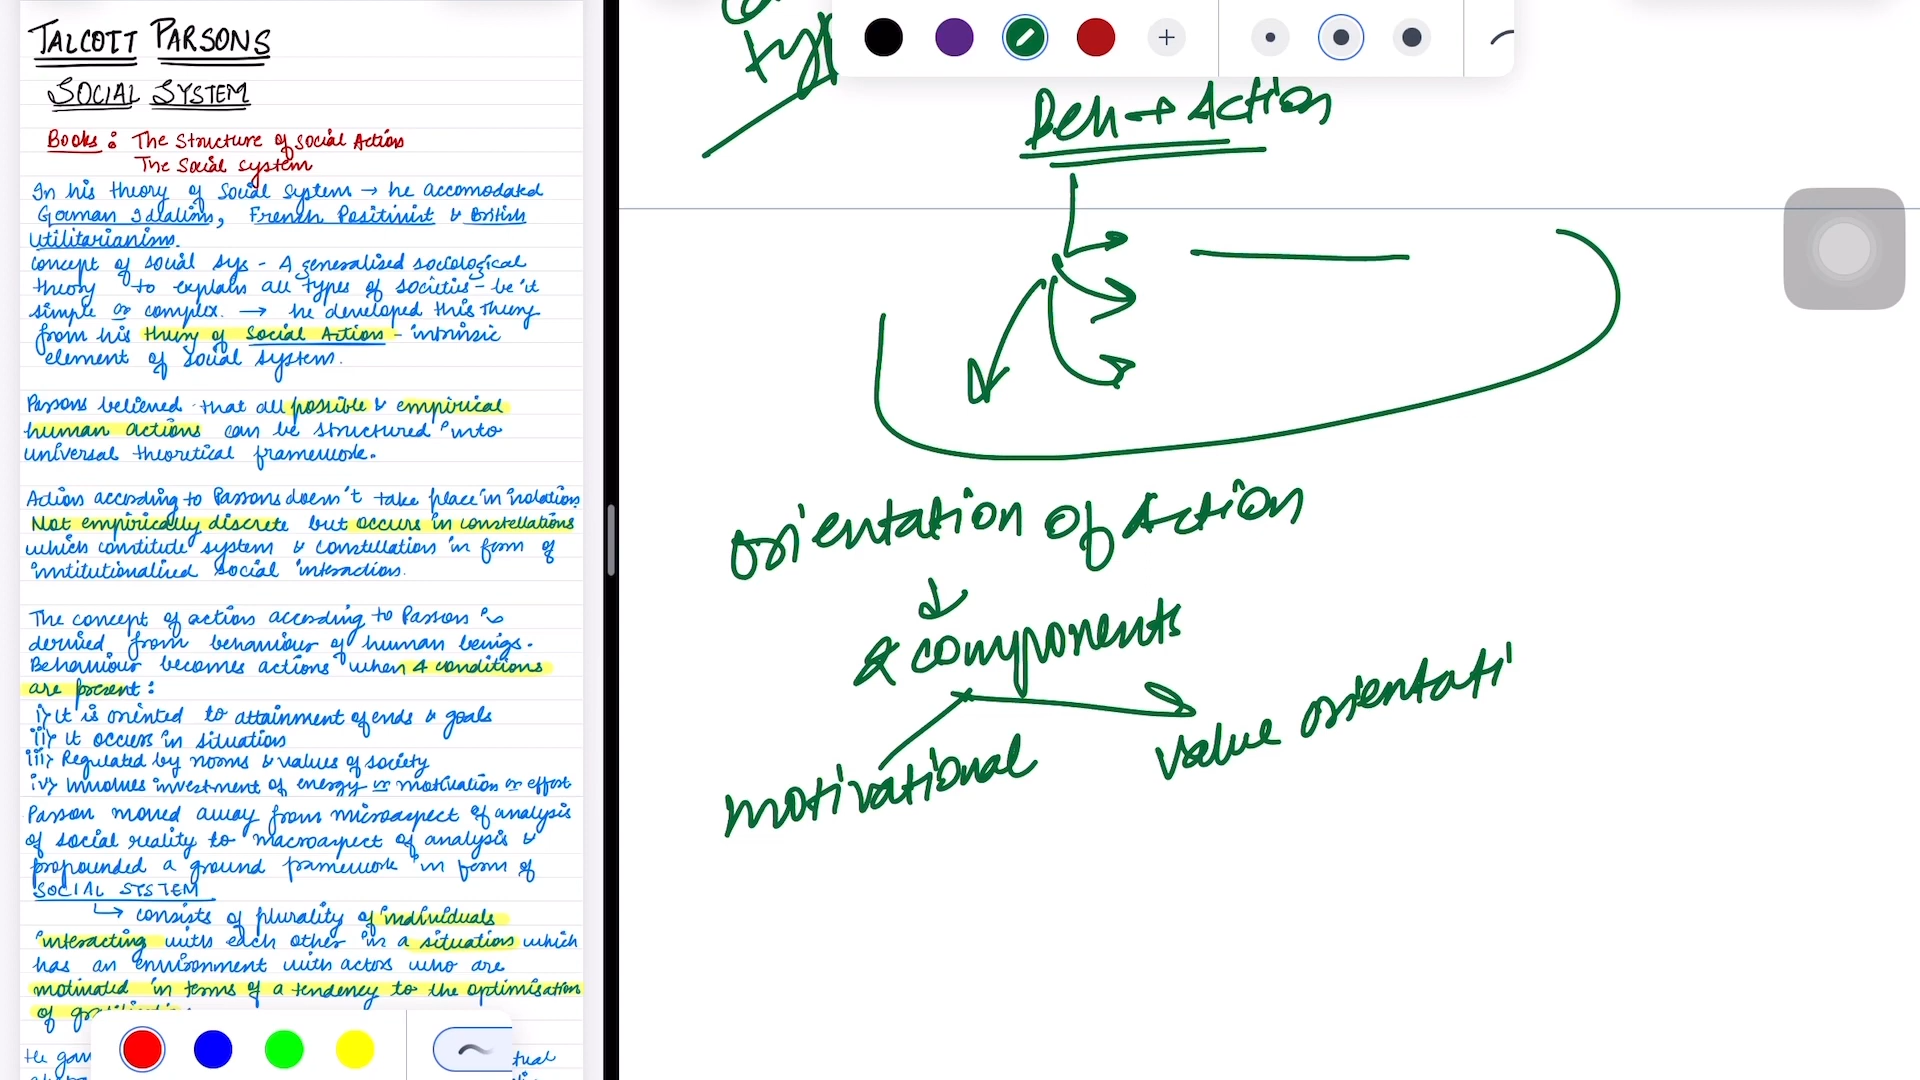 TALCOTT PARSONS
SOCIAL SYSTEM
Books : The Structure of Social Action
The Social System
In his theory of Social System → he accomodated
German Idealism, French Positivist & British
Utilitarianism.
Concept of Social Sys - A generalised sociological
theory to explain all types of societies - be it
simple or complex. → he developed this theory
from his theory of Social Action - intrinsic
element of social system.
Parsons believed that all possible & empirical
human actions can be structured into
universal theoretical framework.
Action according to Parsons doesn't take place in isolation.
Not empirically discrete but occurs in constellations
which constitute system & constellation in form of
institutionalised social interaction.
The concept of action according to Parsons is
derived from behaviour of human beings.
Behaviour becomes actions when 4 conditions
are present :
i) It is oriented to attainment of ends & goals
ii) It occurs in situation
iii) Regulated by norms & values of society
iv) Involves investment of energy or motivation or effort
Parson moved away from microaspect of analysis
of social reality to macroaspect of analysis &
propounded a ground framework in form of
SOCIAL SYSTEM
↳ consists of plurality of individuals
interacting with each other in a situation which
has an environment with actors who are
motivated in terms of a tendency to the optimisation
of
He
Beh → Action
orientation of Action
2 components
motivational
value orientati